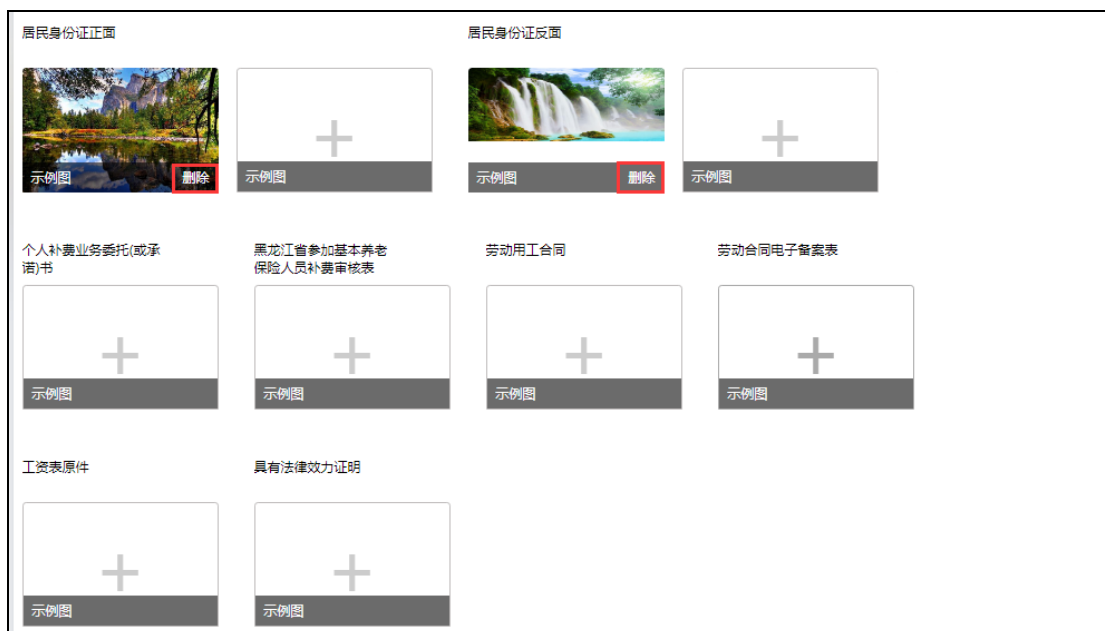 居民身份证正面
居民身份证反面
示例图
删除
示例图
示例图
删除
示例图
个人补费业务委托(或承
诺)书
黑龙江省参加基本养老
保险人员补费审核表
劳动用工合同
劳动合同电子备案表
示例图
示例图
示例图
示例图
工资表原件
具有法律效力证明
示例图
示例图